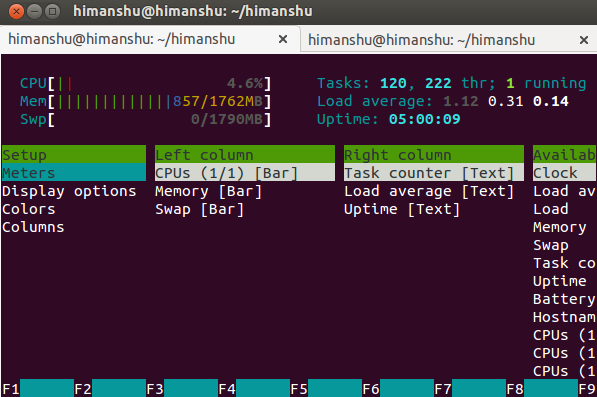 himanshu@himanshu: ~/himanshu
himanshu@himanshu: ~/himanshu × himanshu@himanshu: ~/himanshu ×
CPU[|| 4.6%] Tasks: 120, 222 thr; 1 running
Mem[|||||||||||||857/1762MB] Load average: 1.12 0.31 0.14
Swp[ 0/1790MB] Uptime: 05:00:09
Setup Left column Right column Availab
Meters CPUs (1/1) [Bar] Task counter [Text] Clock
Display options Memory [Bar] Load average [Text] Load av
Colors Swap [Bar] Uptime [Text] Load
Columns Memory
Swap
Task co
Uptime
Battery
Hostnam
CPUs (1
CPUs (1
CPUs (1
F1 F2 F3 F4 F5 F6 F7 F8 F9